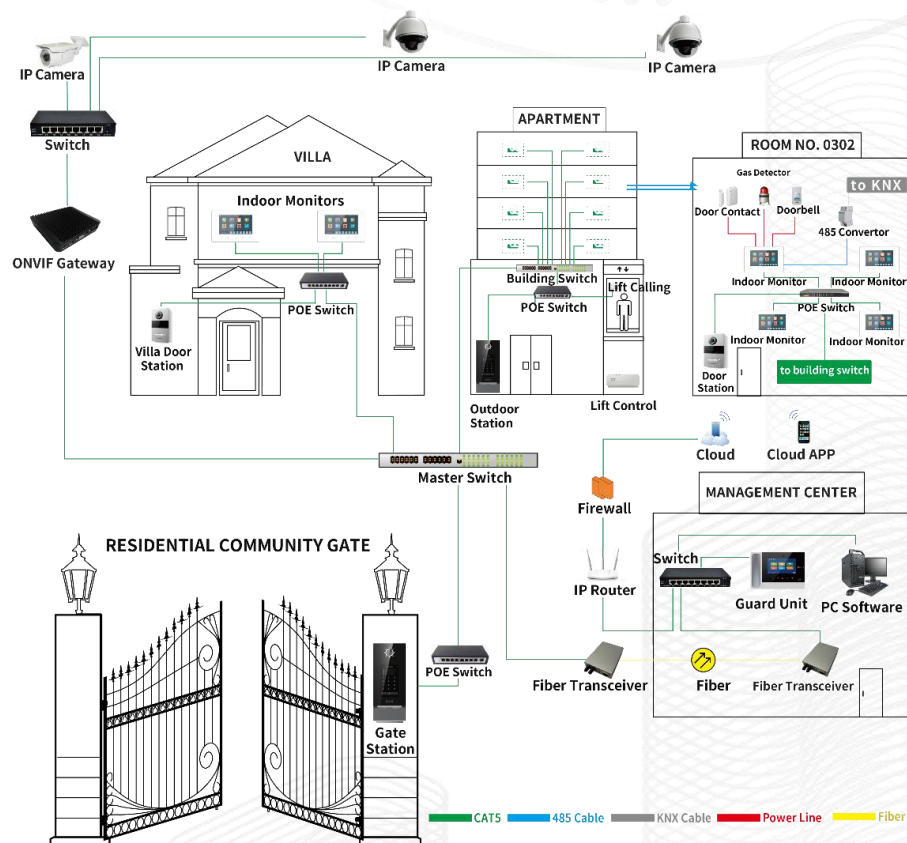 IP Camera
IP Camera
IP Camera
Switch
ONVIF Gateway
VILLA
Indoor Monitors
POE Switch
Villa Door
Station
APARTMENT
Building Switch
Lift Calling
POE Switch
Outdoor
Station
Lift Control
ROOM NO. 0302
Gas Detector
to KNX
Door Contact
Doorbell
485 Convertor
Indoor Monitor
Indoor Monitor
POE Switch
Indoor Monitor
Indoor Monitor
Door
Station
to building switch
Master Switch
Cloud
Cloud APP
Firewall
IP Router
MANAGEMENT CENTER
Switch
Guard Unit
PC Software
Fiber Transceiver
Fiber
Fiber Transceiver
RESIDENTIAL COMMUNITY GATE
POE Switch
Gate
Station
CAT5
485 Cable
KNX Cable
Power Line
Fiber